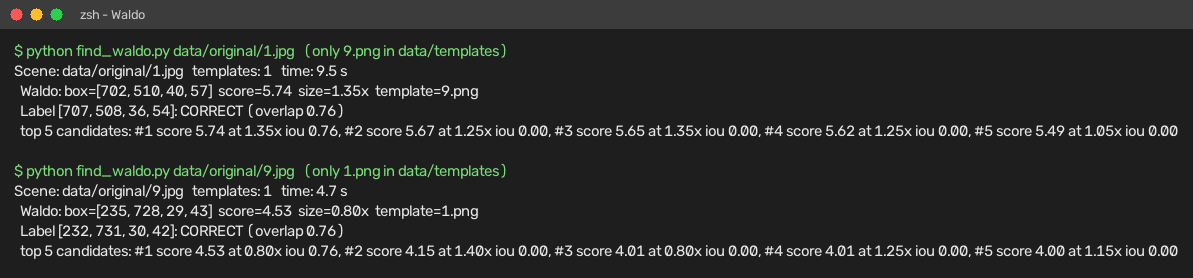 zsh - Waldo
$ python find_waldo.py data/original/1.jpg (only 9.png in data/templates)
Scene: data/original/1.jpg templates: 1 time: 9.5 s
Waldo: box=[702, 510, 40, 57] score=5.74 size=1.35x template=9.png
Label [707, 508, 36, 54]: CORRECT (overlap 0.76)
top 5 candidates: #1 score 5.74 at 1.35x iou 0.76, #2 score 5.67 at 1.25x iou 0.00, #3 score 5.65 at 1.35x iou 0.00, #4 score 5.62 at 1.25x iou 0.00, #5 score 5.49 at 1.05x iou 0.00
$ python find_waldo.py data/original/9.jpg (only 1.png in data/templates)
Scene: data/original/9.jpg templates: 1 time: 4.7 s
Waldo: box=[235, 728, 29, 43] score=4.53 size=0.80x template=1.png
Label [232, 731, 30, 42]: CORRECT (overlap 0.76)
top 5 candidates: #1 score 4.53 at 0.80x iou 0.76, #2 score 4.15 at 1.40x iou 0.00, #3 score 4.01 at 0.80x iou 0.00, #4 score 4.01 at 1.25x iou 0.00, #5 score 4.00 at 1.15x iou 0.00